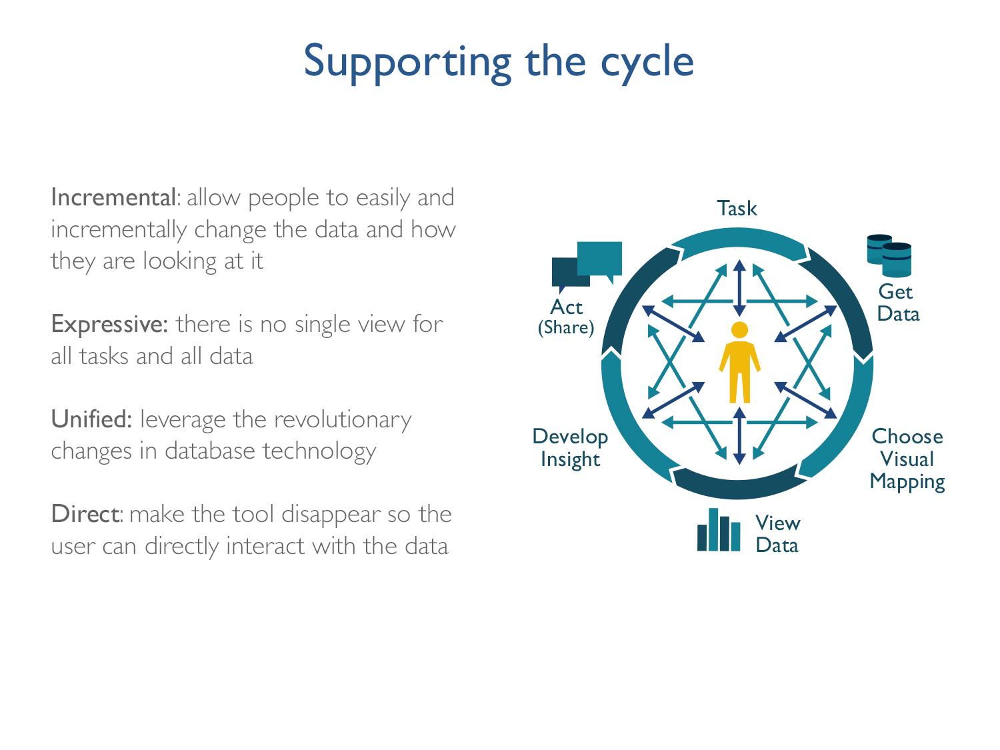 Supporting the cycle
Incremental: allow people to easily and
incrementally change the data and how
they are looking at it
Expressive: there is no single view for
all tasks and all data
Unified: leverage the revolutionary
changes in database technology
Direct: make the tool disappear so the
user can directly interact with the data
Task
Get
Data
Choose
Visual
Mapping
View
Data
Develop
Insight
Act
(Share)